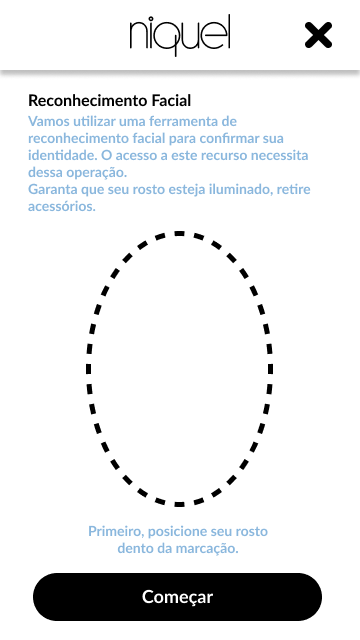 niquel
Reconhecimento Facial
Vamos utilizar uma ferramenta de
reconhecimento facial para confirmar sua
identidade. O acesso a este recurso necessita
dessa operação.
Garanta que seu rosto esteja iluminado, retire
acessórios.
Primeiro, posicione seu rosto
dento da marcação.
Começar